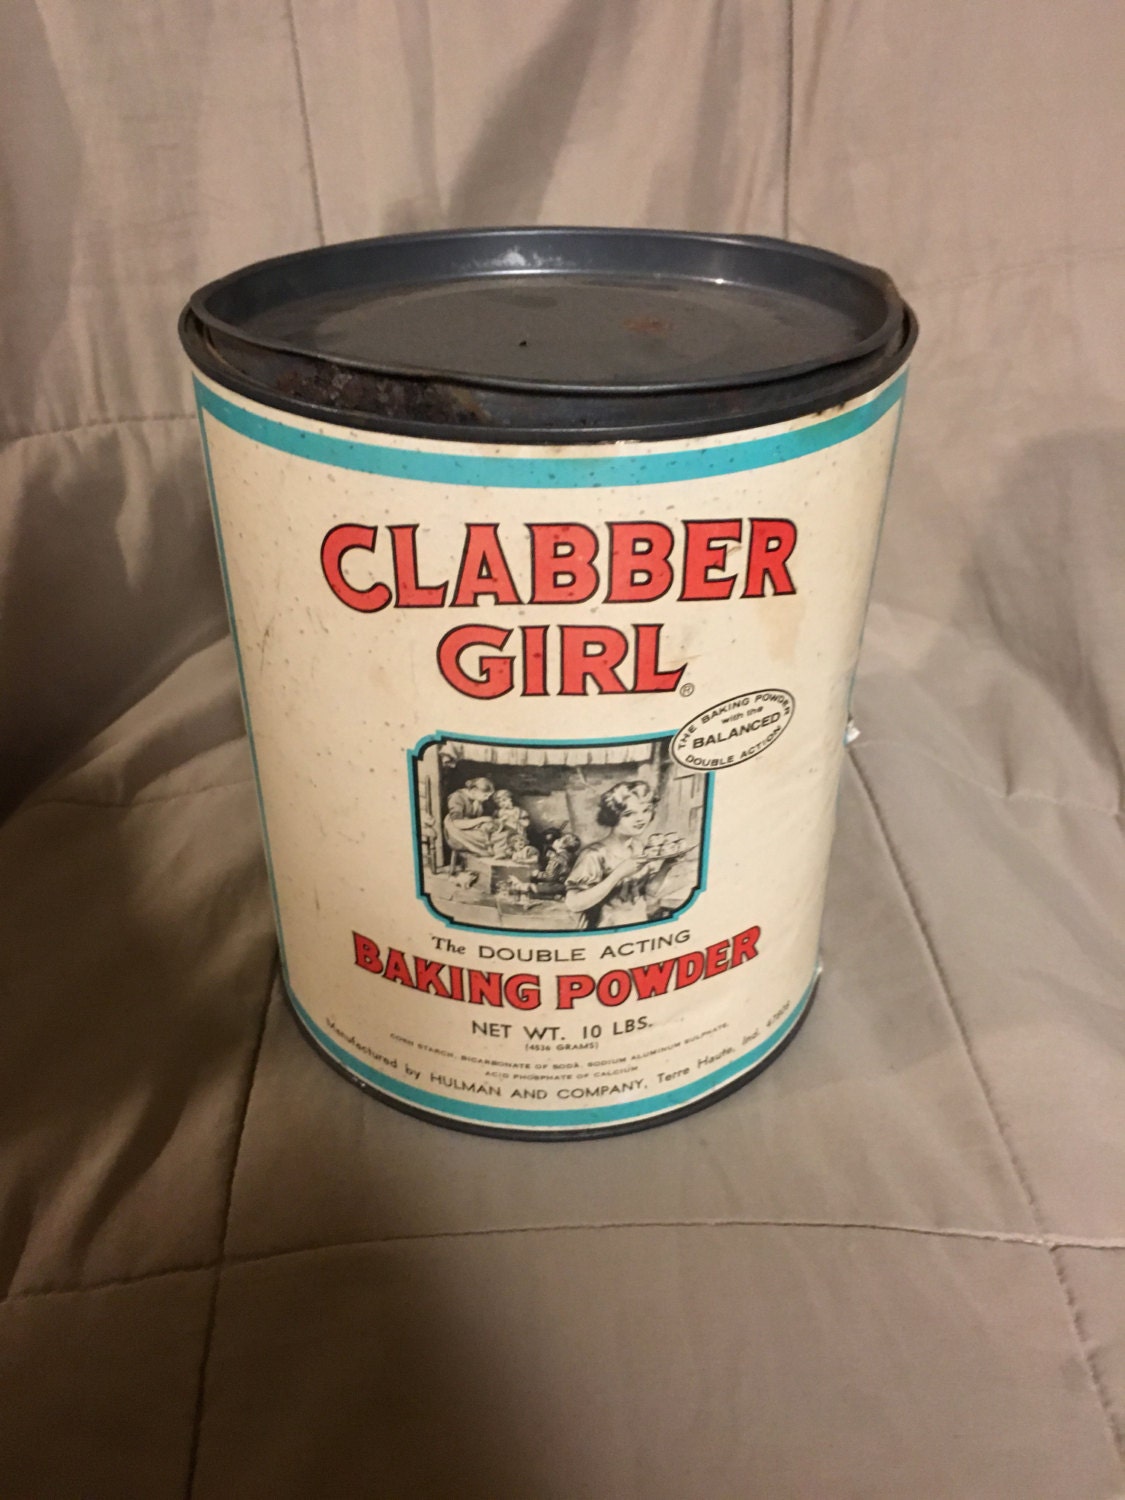 CLABBER
GIRL®
THE BAKING POWDER
with the
BALANCED
DOUBLE ACTION
The DOUBLE ACTING
BAKING POWDER
NET WT. 10 LBS.
(4536 GRAMS)
CORN STARCH, BICARBONATE OF SODA, SODIUM ALUMINUM SULPHATE,
ACID PHOSPHATE OF CALCIUM
Manufactured by HULMAN AND COMPANY, Terre Haute, Ind.